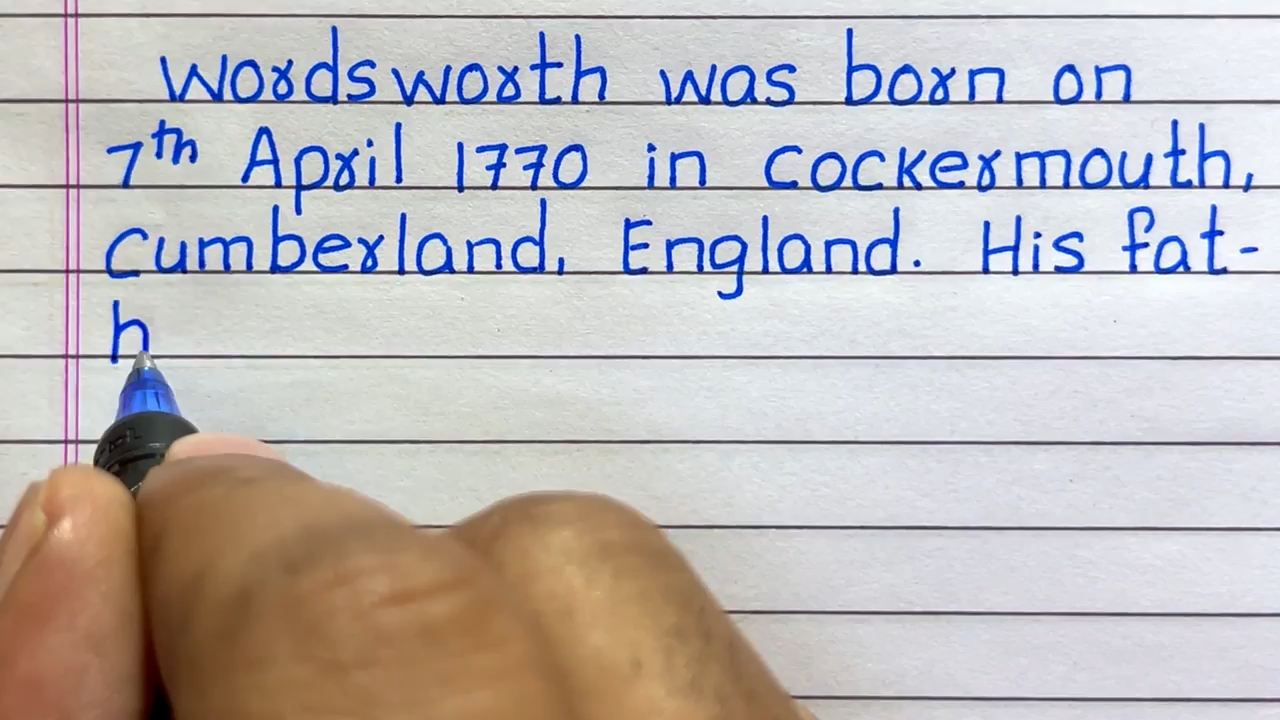 Wordsworth was born on
7th April 1770 in Cockermouth,
Cumberland, England. His fat-
h